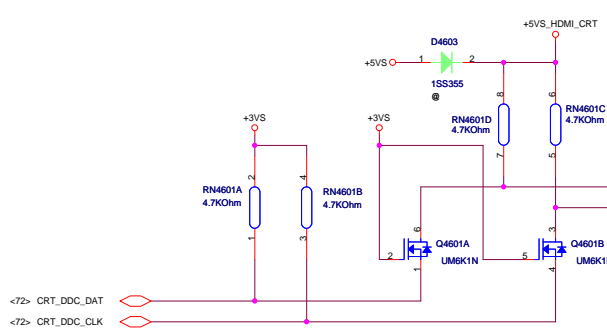 +5VS_HDMI_CRT
D4603
+5VS
1
2
1SS355
@
8
6
RN4601C
4.7KOhm
+3VS
+3VS
RN4601D
4.7KOhm
7
5
2
4
RN4601A
4.7KOhm
RN4601B
4.7KOhm
1
3
6
3
Q4601A
Q4601B
2
5
UM6K1N
UM6K1N
1
4
<72> CRT_DDC_DAT
<72> CRT_DDC_CLK